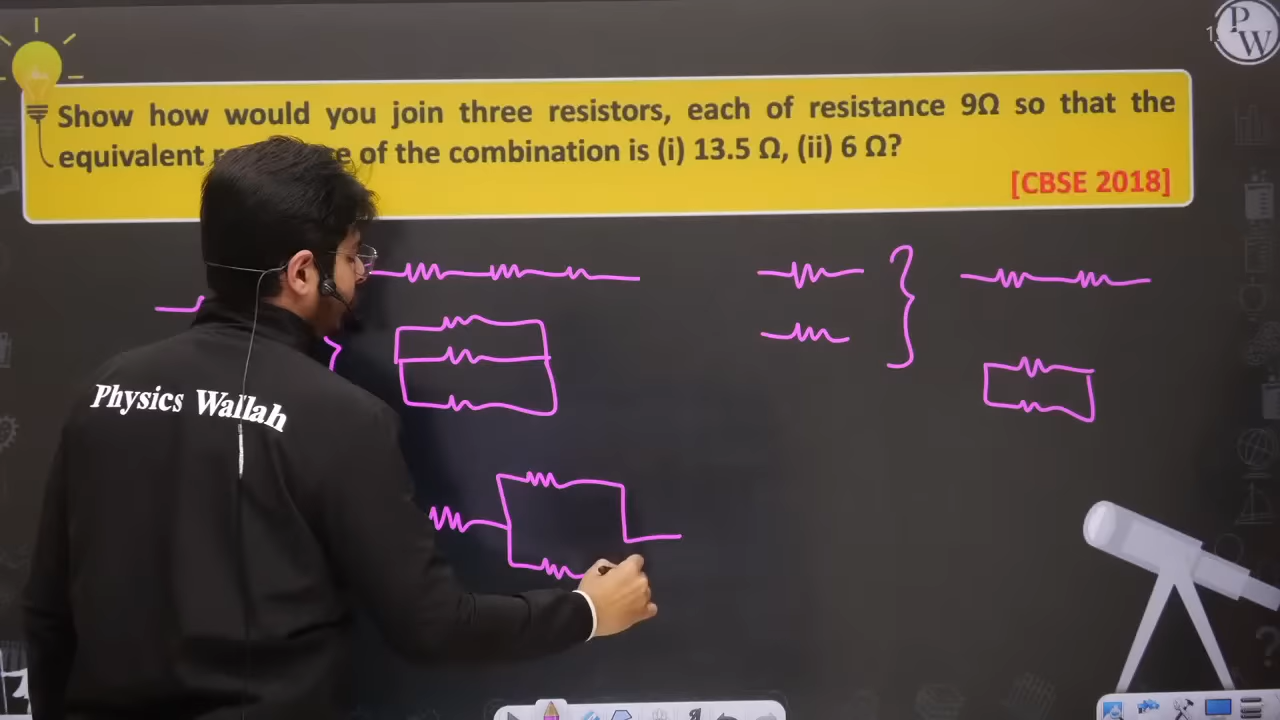 Show how would you join three resistors, each of resistance 9Ω so that the
equivalent of the combination is (i) 13.5 Ω, (ii) 6 Ω?
[CBSE 2018]
Physics Wallah
PW